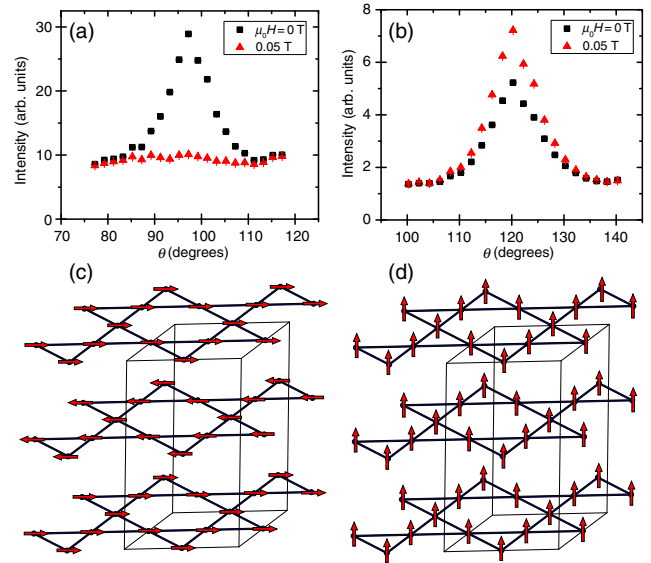 (a)
μ₀H = 0 T
0.05 T
Intensity (arb. units)
30
20
10
0
70 80 90 100 110 120
θ (degrees)
(b)
μ₀H = 0 T
0.05 T
Intensity (arb. units)
8
6
4
2
0
100 110 120 130 140
θ (degrees)
(c)
(d)